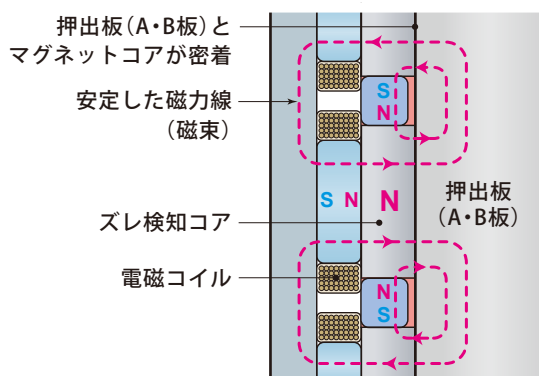 押出板(A・B板)と
マグネットコアが密着
安定した磁力線
(磁束)
ズレ検知コア
電磁コイル
S
N
S N
N
N
S
押出板
(A・B板)